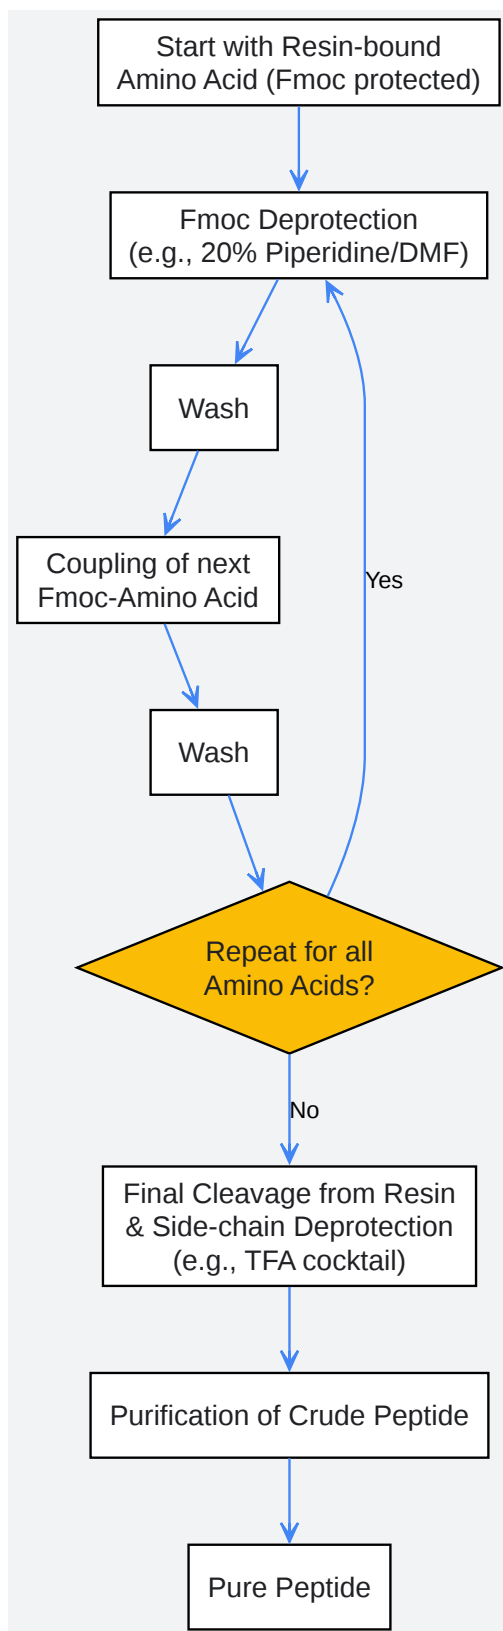 Start with Resin-bound
Amino Acid (Fmoc protected)
Fmoc Deprotection
(e.g., 20% Piperidine/DMF)
Wash
Coupling of next
Fmoc-Amino Acid
Yes
Wash
Repeat for all
Amino Acids?
No
Final Cleavage from Resin
& Side-chain Deprotection
(e.g., TFA cocktail)
Purification of Crude Peptide
Pure Peptide